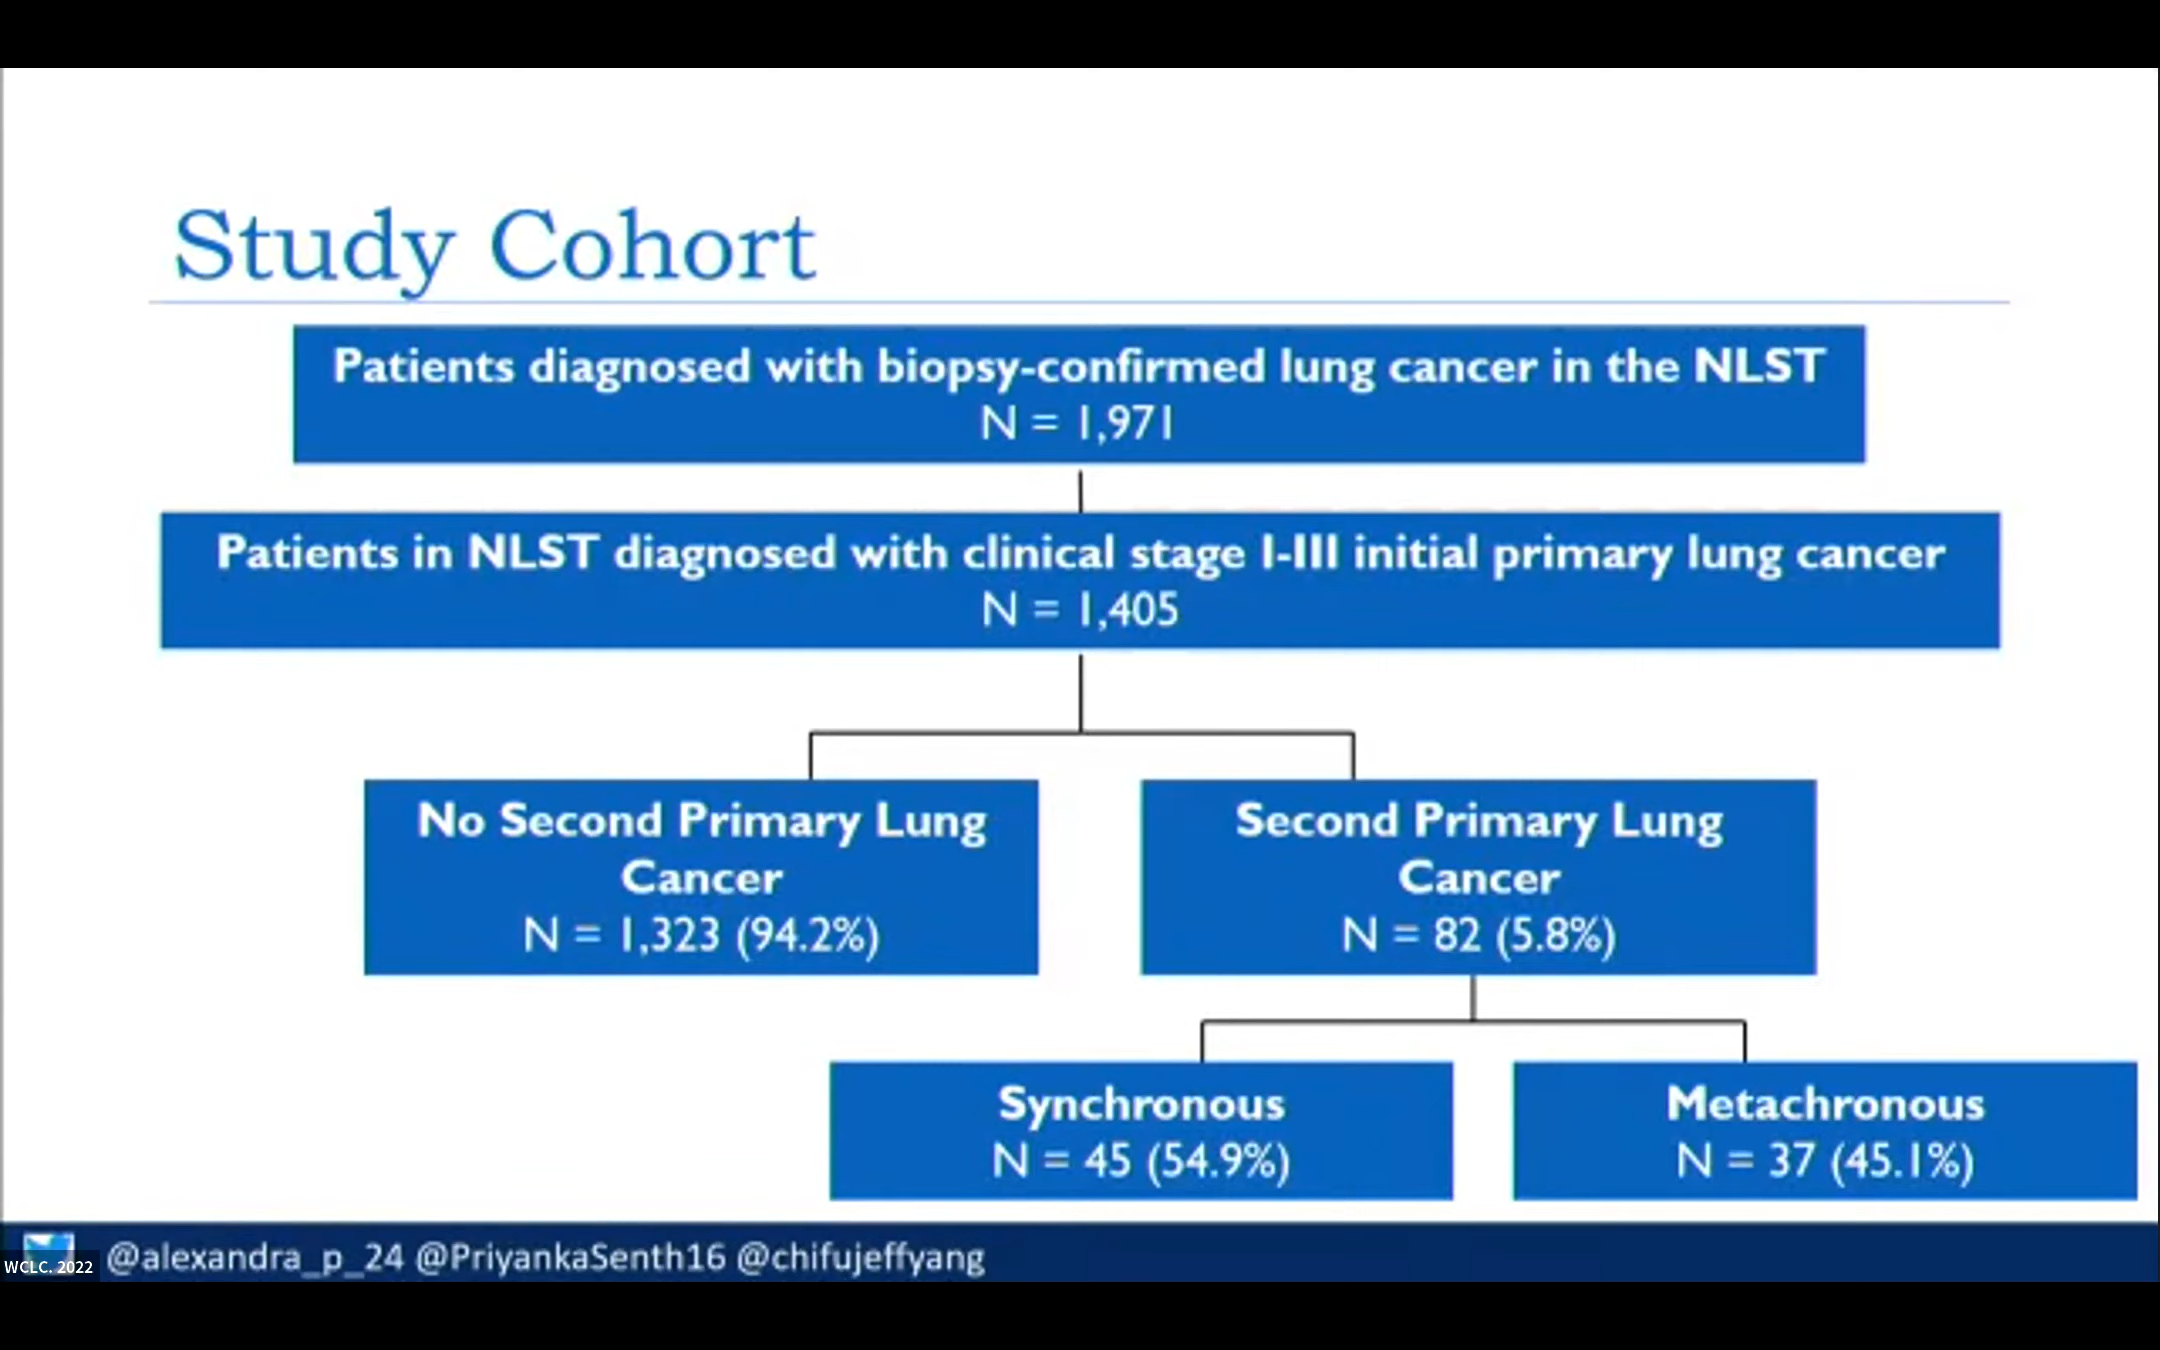 Study Cohort
Patients diagnosed with biopsy-confirmed lung cancer in the NLST
N = 1,971
Patients in NLST diagnosed with clinical stage I-III initial primary lung cancer
N = 1,405
No Second Primary Lung
Cancer
N = 1,323 (94.2%)
Second Primary Lung
Cancer
N = 82 (5.8%)
Synchronous
N = 45 (54.9%)
Metachronous
N = 37 (45.1%)
WCLC. 2022
@alexandra_p_24 @PriyankaSenth16 @chifujeffyang